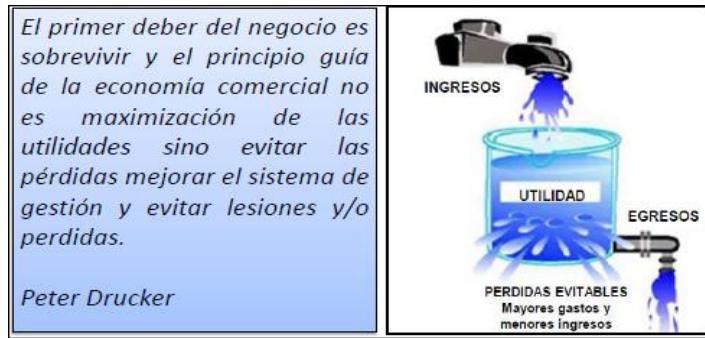 El primer deber del negocio es
sobrevivir y el principio guía
de la economía comercial no
es maximización de las
utilidades sino evitar las
pérdidas mejorar el sistema de
gestión y evitar lesiones y/o
perdidas.
Peter Drucker
INGRESOS
UTILIDAD
EGRESOS
PERDIDAS EVITABLES
Mayores gastos y
menores ingresos